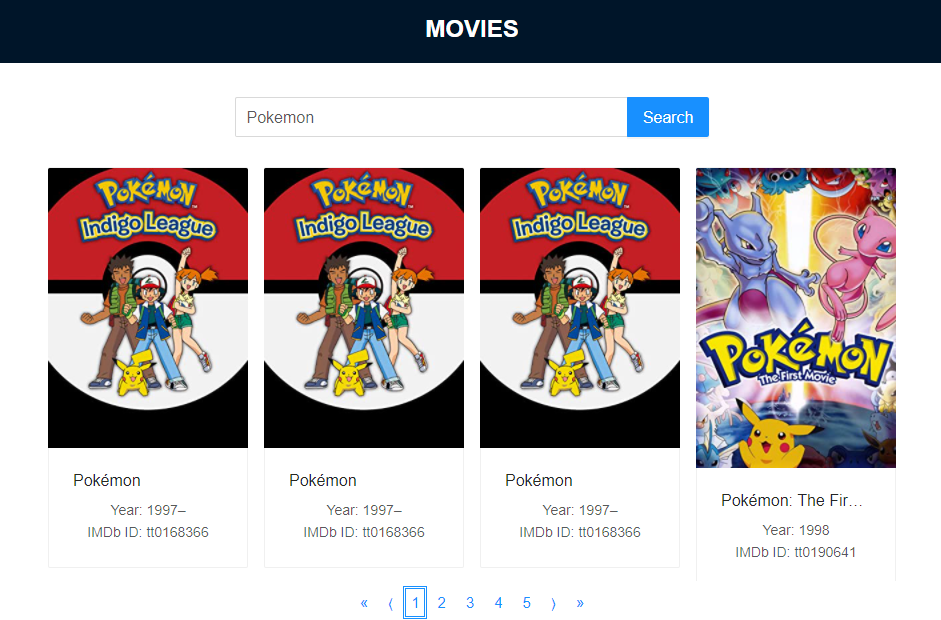 MOVIES
Pokemon
Search
POKéMON
Indigo League
POKéMON
Indigo League
POKéMON
Indigo League
POKéMON
The First Movie
Pokémon
Year: 1997–
IMDb ID: tt0168366
Pokémon
Year: 1997–
IMDb ID: tt0168366
Pokémon
Year: 1997–
IMDb ID: tt0168366
Pokémon: The Fir…
Year: 1998
IMDb ID: tt0190641
« ⟨ 1 2 3 4 5 ⟩ »